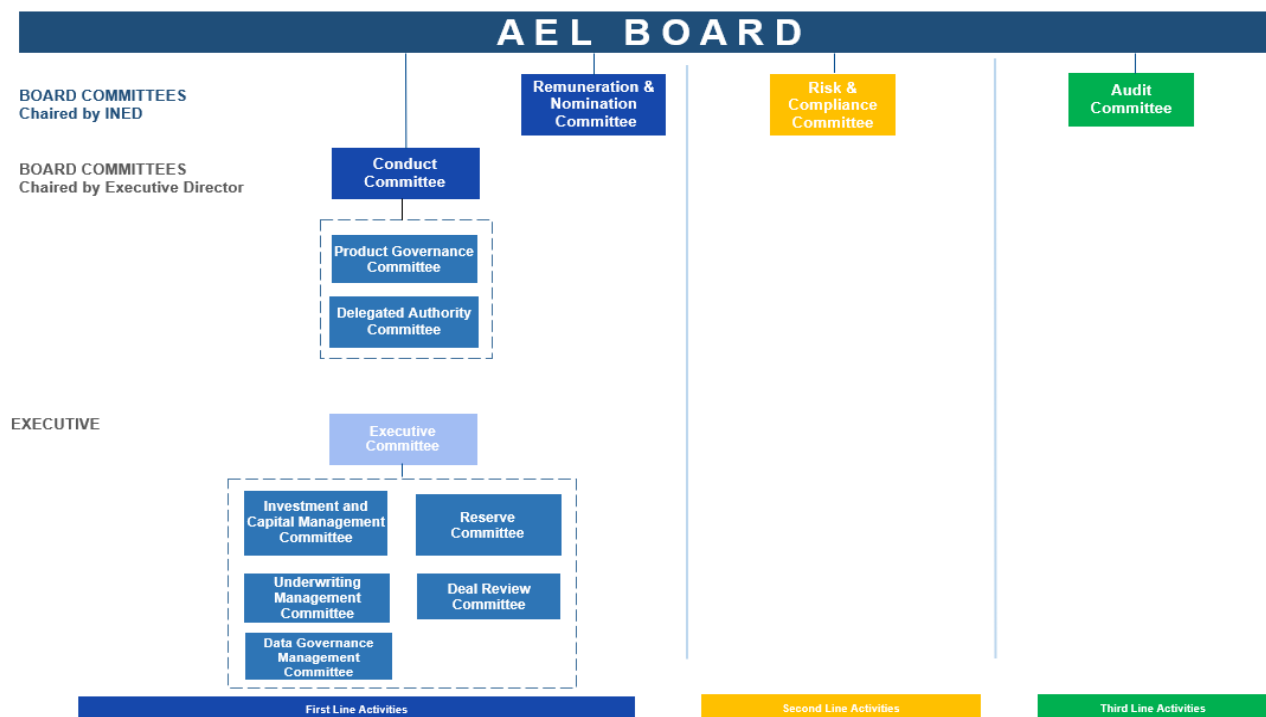 AEL BOARD
BOARD COMMITTEES
Chaired by INED
Remuneration &
Nomination
Committee
Risk &
Compliance
Committee
Audit
Committee
BOARD COMMITTEES
Chaired by Executive Director
Conduct
Committee
Product Governance
Committee
Delegated Authority
Committee
EXECUTIVE
Executive
Committee
Investment and
Capital Management
Committee
Reserve
Committee
Underwriting
Management
Committee
Deal Review
Committee
Data Governance
Management
Committee
First Line Activities
Second Line Activities
Third Line Activities